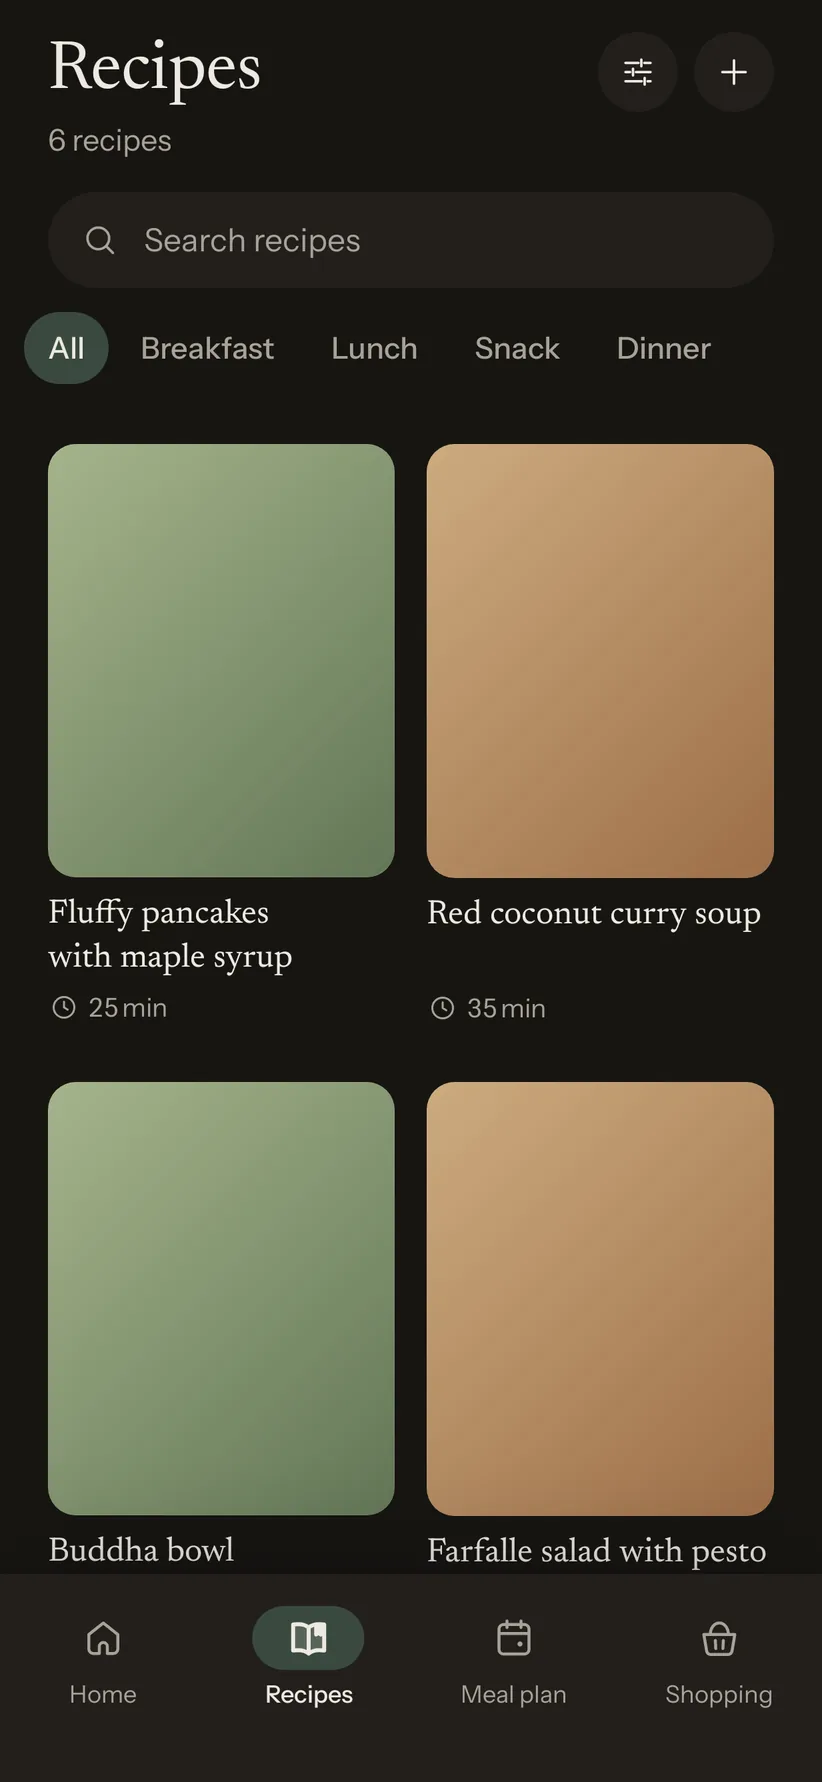 Recipes
6 recipes
Search recipes
All Breakfast Lunch Snack Dinner
Fluffy pancakes
with maple syrup
25 min
Red coconut curry soup
35 min
Buddha bowl
Farfalle salad with pesto
Home Recipes Meal plan Shopping